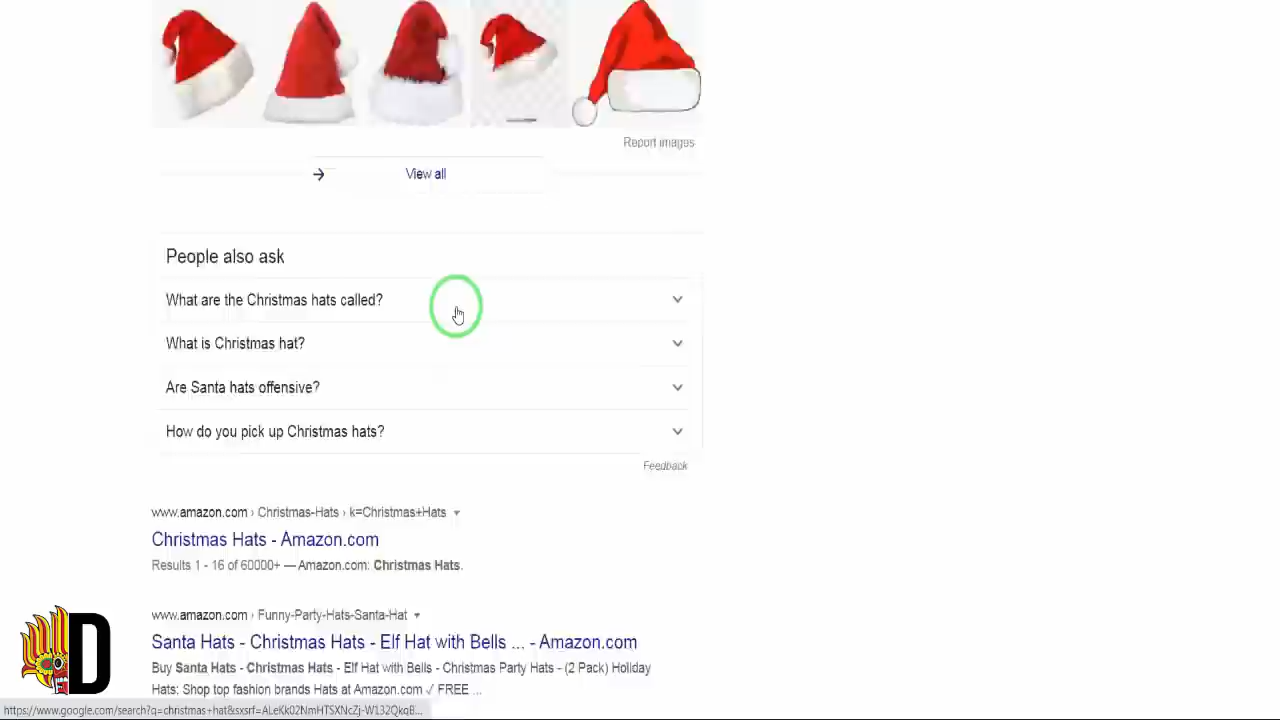 Report images
→ View all
People also ask
What are the Christmas hats called?
What is Christmas hat?
Are Santa hats offensive?
How do you pick up Christmas hats?
Feedback
www.amazon.com › Christmas-Hats › k=Christmas+Hats
Christmas Hats - Amazon.com
Results 1 - 16 of 60000+ — Amazon.com: Christmas Hats.
www.amazon.com › Funny-Party-Hats-Santa-Hat
Santa Hats - Christmas Hats - Elf Hat with Bells ... - Amazon.com
Buy Santa Hats - Christmas Hats - Elf Hat with Bells - Christmas Party Hats - (2 Pack) Holiday
Hats: Shop top fashion brands Hats at Amazon.com ✓ FREE ...
D
https://www.google.com/search?q=christmas+hat&sxsrf=ALeKk02NmHTSXNcZj-W132QkqB...